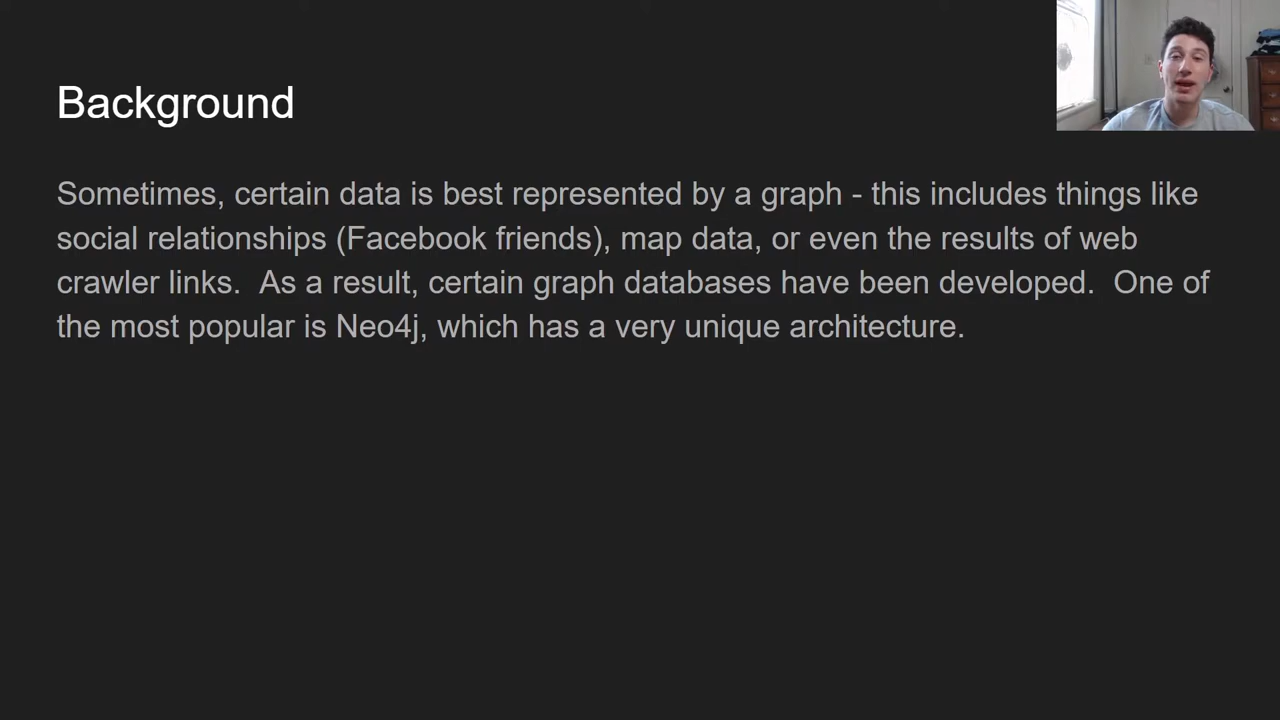 Background
Sometimes, certain data is best represented by a graph - this includes things like
social relationships (Facebook friends), map data, or even the results of web
crawler links.  As a result, certain graph databases have been developed.  One of
the most popular is Neo4j, which has a very unique architecture.